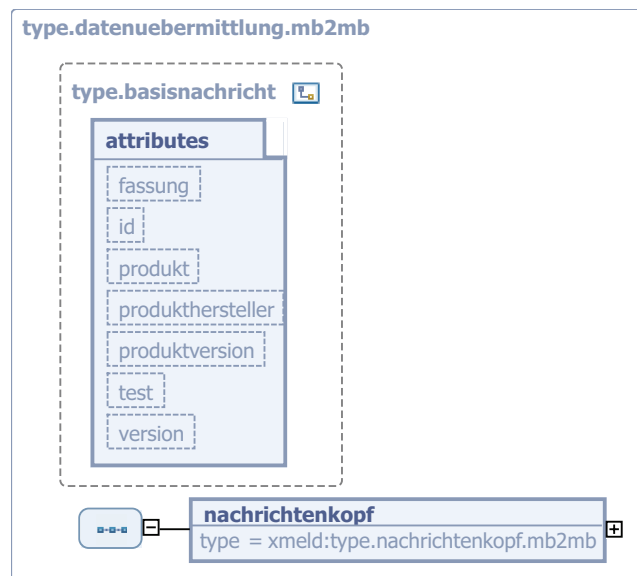 type.datenuebermittlung.mb2mb
type.basisnachricht
attributes
fassung
id
produkt
produkthersteller
produktversion
test
version
nachrichtenkopf
type = xmeld:type.nachrichtenkopf.mb2mb